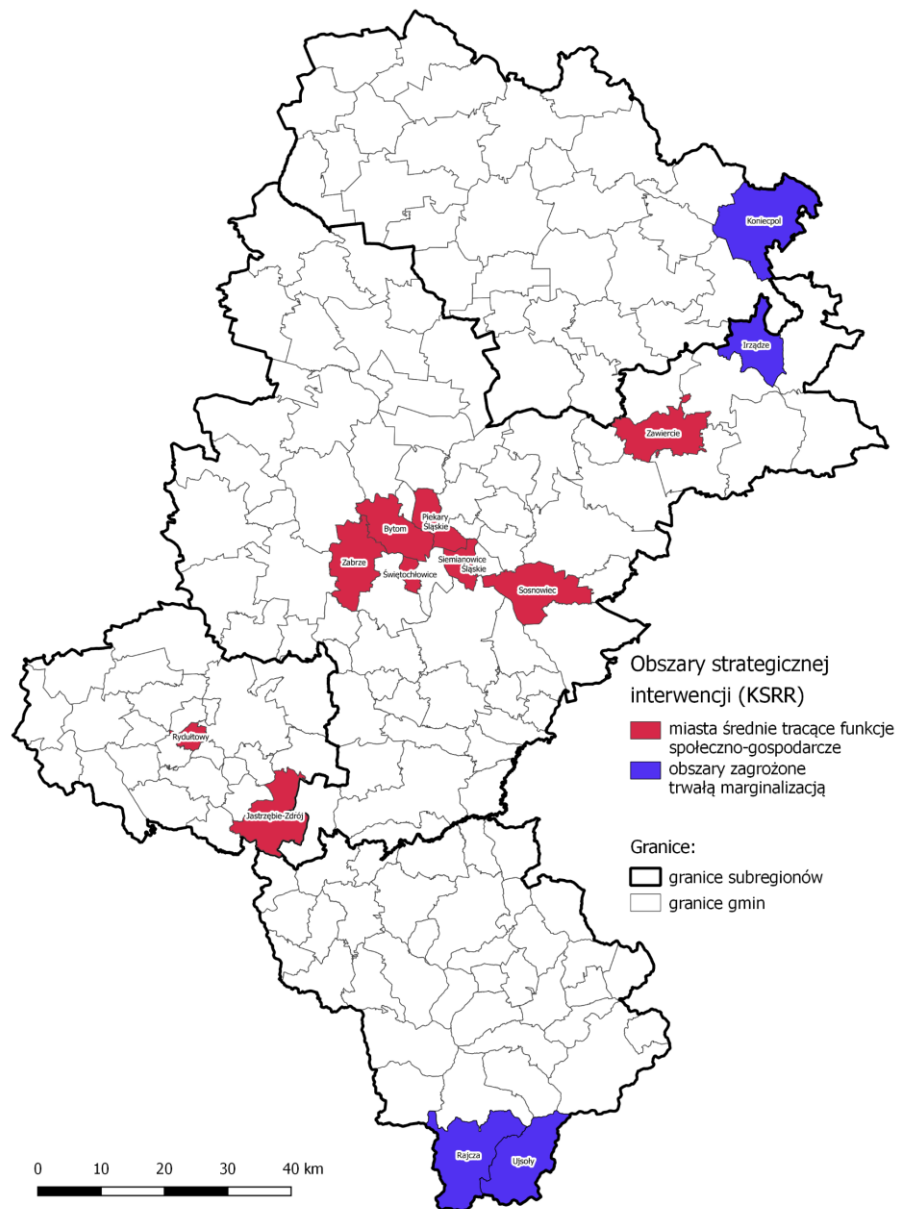 Koniecpol
Irządze
Zawiercie
Piekary
Śląskie
Bytom
Siemianowice
Śląskie
Zabrze
Świętochłowice
Sosnowiec
Obszary strategicznej
interwencji (KSRR)
miasta średnie tracące funkcje
społeczno-gospodarcze
obszary zagrożone
trwałą marginalizacją
Rydułtowy
Jastrzębie-Zdrój
Granice:
granice subregionów
granice gmin
Rajcza
Ujsoły
0 10 20 30 40 km